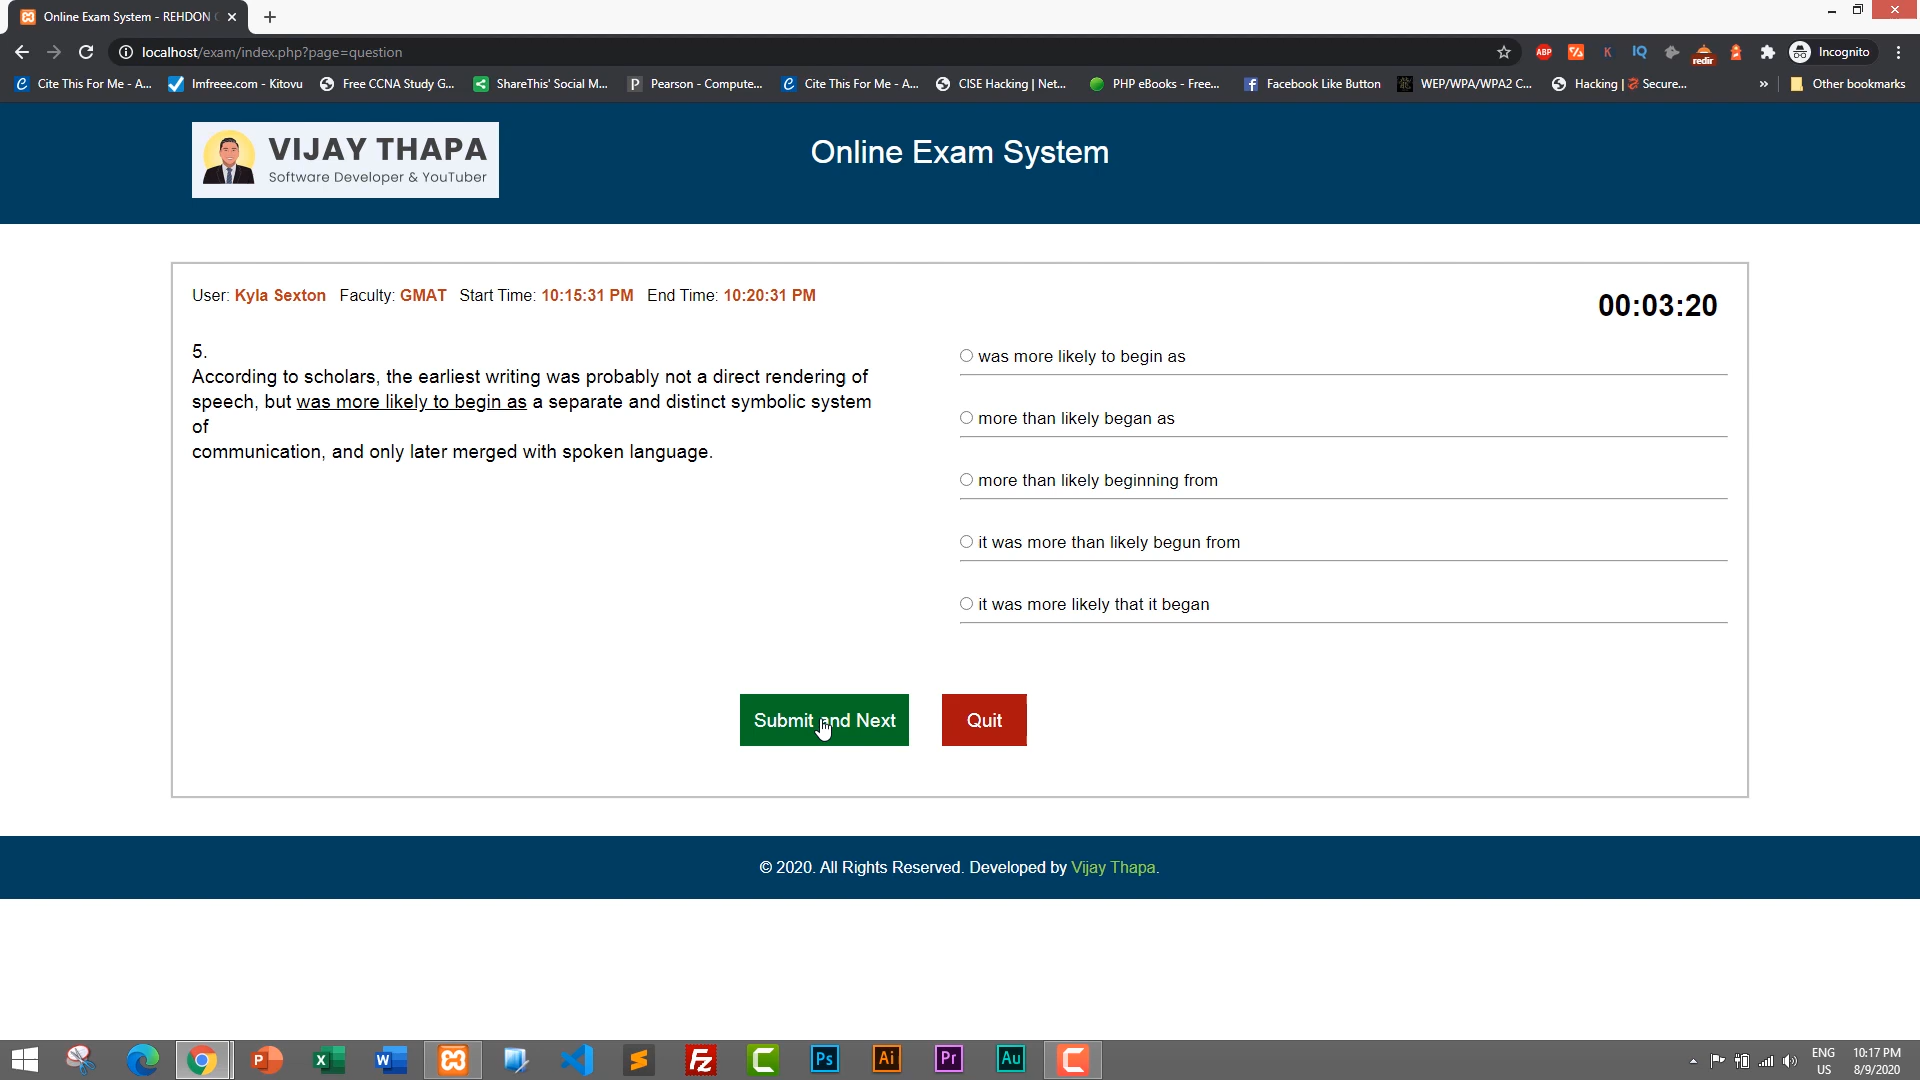 Online Exam System - REHDON
localhost/exam/index.php?page=question
ABP
K
IQ
redir
Incognito
Cite This For Me - A...
Imfreee.com - Kitovu
Free CCNA Study G...
ShareThis' Social M...
Pearson - Compute...
Cite This For Me - A...
CISE Hacking | Net...
PHP eBooks - Free...
Facebook Like Button
WEP/WPA/WPA2 C...
Hacking | Secure...
»
Other bookmarks
VIJAY THAPA
Software Developer & YouTuber
Online Exam System
User: Kyla Sexton Faculty: GMAT Start Time: 10:15:31 PM End Time: 10:20:31 PM
00:03:20
5.
According to scholars, the earliest writing was probably not a direct rendering of
speech, but was more likely to begin as a separate and distinct symbolic system
of
communication, and only later merged with spoken language.
was more likely to begin as
more than likely began as
more than likely beginning from
it was more than likely begun from
it was more likely that it began
Submit and Next
Quit
© 2020. All Rights Reserved. Developed by Vijay Thapa.
Ps
Ai
Pr
Au
ENG
US
10:17 PM
8/9/2020